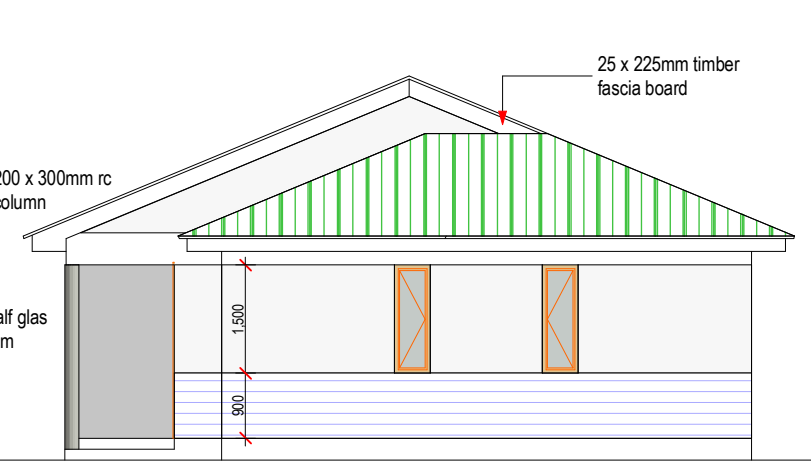 25 x 225mm timber
fascia board
200 x 300mm rc
column
alf glas
m
1,500
900